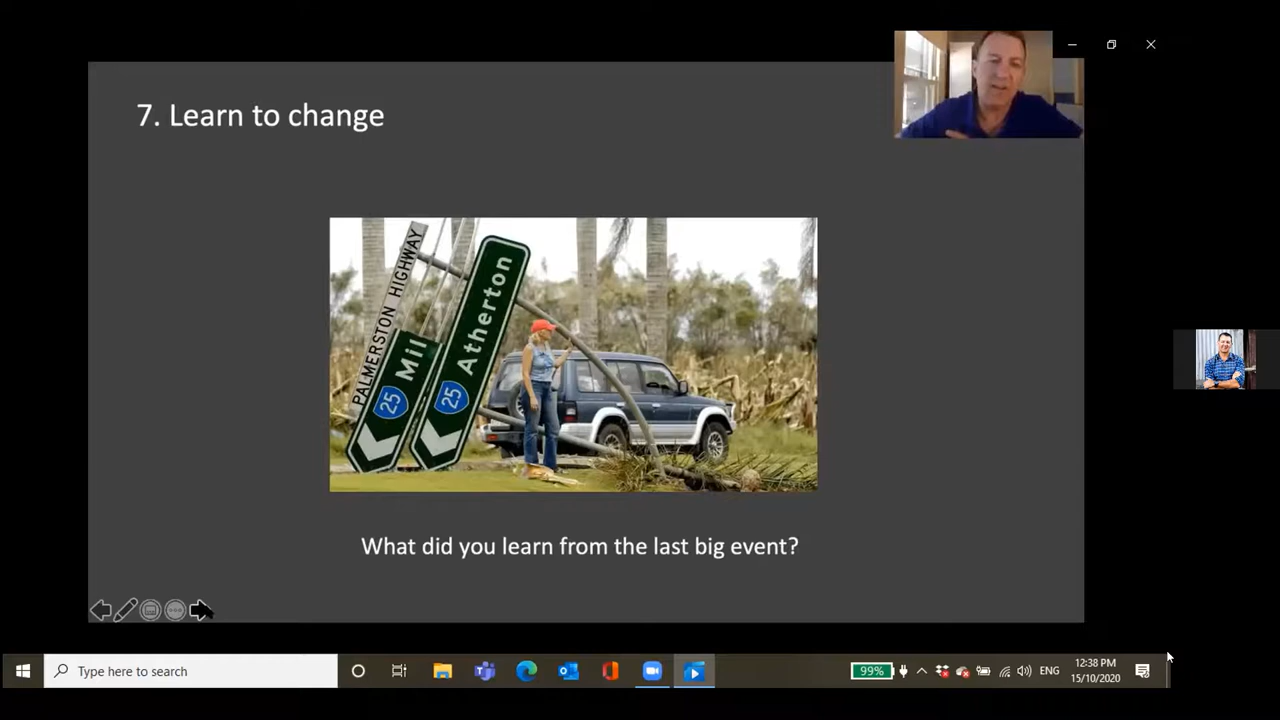 7. Learn to change
PALMERSTON HIGHWAY
25 Mil
25 Atherton
What did you learn from the last big event?
Type here to search
99%
ENG
12:38 PM
15/10/2020